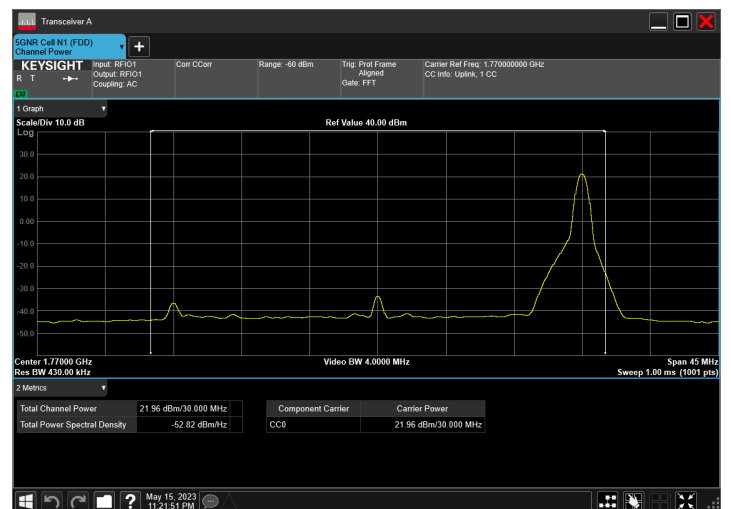 Transceiver A
5GNR Cell N1 (FDD)
Channel Power
KEYSIGHT
R T
LXI
Input: RFIO1
Output: RFIO1
Coupling: AC
Corr CCorr
Range: -60 dBm
Trig: Prot Frame
Aligned
Gate: FFT
Carrier Ref Freq: 1.770000000 GHz
CC Info: Uplink, 1 CC
1 Graph
Scale/Div 10.0 dB
Ref Value 40.00 dBm
Log
30.0
20.0
10.0
0.00
-10.0
-20.0
-30.0
-40.0
-50.0
Center 1.77000 GHz
Video BW 4.0000 MHz
Span 45 MHz
Res BW 430.00 kHz
Sweep 1.00 ms (1001 pts)
2 Metrics
Total Channel Power 21.96 dBm/30.000 MHz
Total Power Spectral Density -52.82 dBm/Hz
Component Carrier Carrier Power
CC0 21.96 dBm/30.000 MHz
?
May 15, 2023
11:21:51 PM